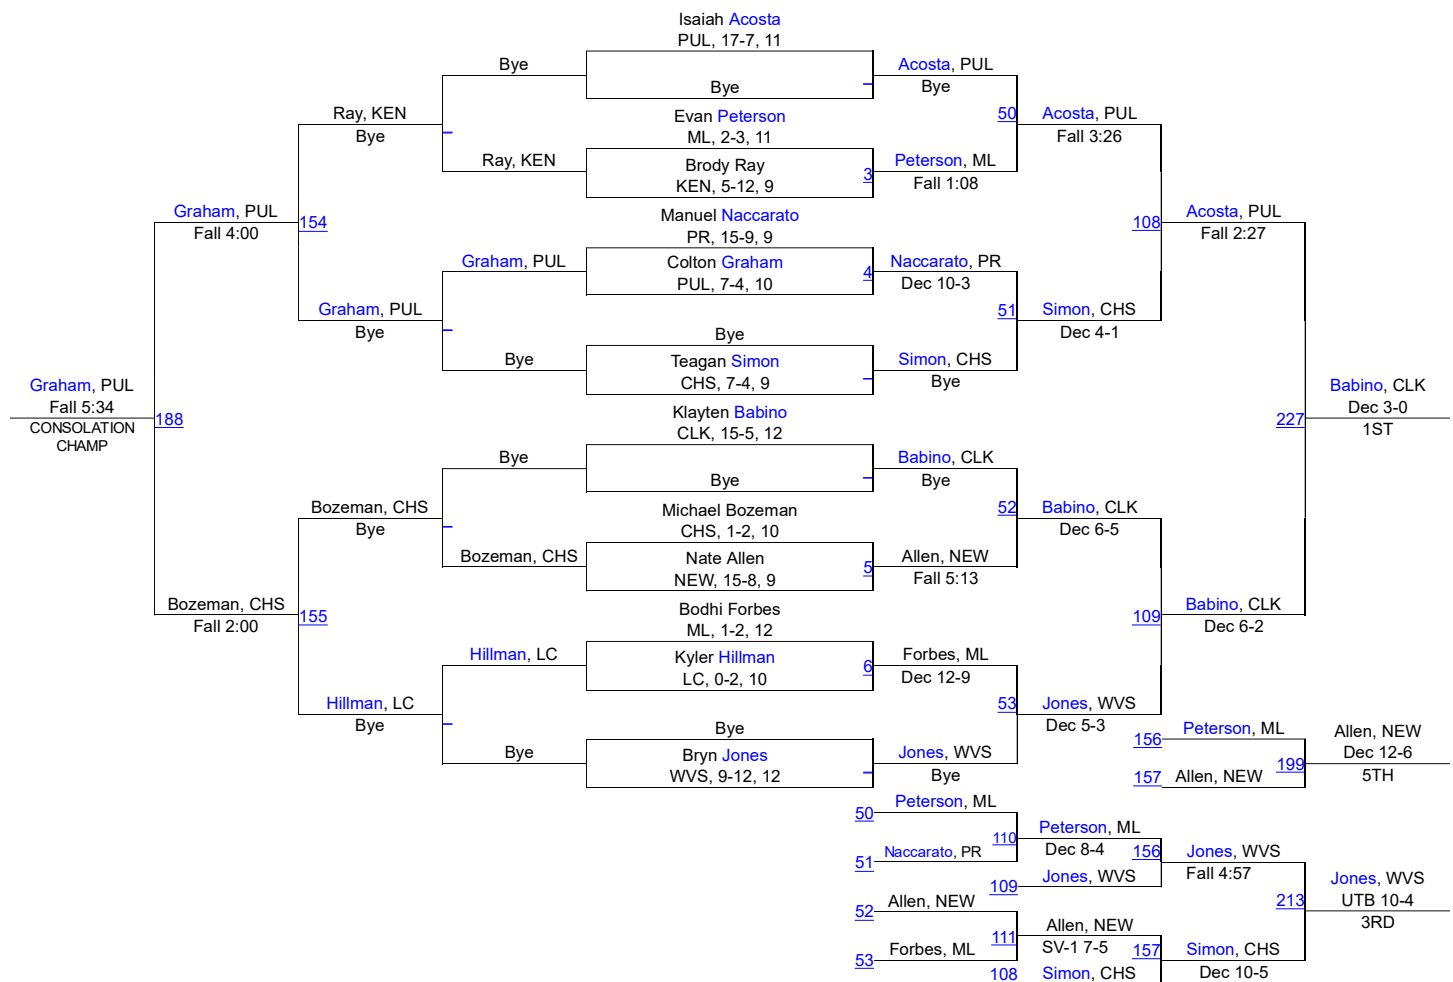 Isaiah Acosta
PUL, 17-7, 11
Bye
Acosta, PUL
Bye
Bye
Ray, KEN
Evan Peterson
50
Acosta, PUL
Bye
ML, 2-3, 11
Fall 3:26
Ray, KEN
Brody Ray
Peterson, ML
KEN, 5-12, 9
3
Fall 1:08
Graham, PUL
154
Manuel Naccarato
108
Acosta, PUL
Fall 4:00
PR, 15-9, 9
Fall 2:27
Graham, PUL
Colton Graham
4
Naccarato, PR
PUL, 7-4, 10
Dec 10-3
Graham, PUL
51
Simon, CHS
Bye
Bye
Dec 4-1
Bye
Teagan Simon
Simon, CHS
CHS, 7-4, 9
Bye
Graham, PUL
Babino, CLK
Fall 5:34
Klayten Babino
Dec 3-0
CONSOLATION
188
CLK, 15-5, 12
227
1ST
CHAMP
Bye
Babino, CLK
Bye
Bye
Bozeman, CHS
Michael Bozeman
52
Babino, CLK
Bye
CHS, 1-2, 10
Dec 6-5
Bozeman, CHS
Nate Allen
5
Allen, NEW
NEW, 15-8, 9
Fall 5:13
Bozeman, CHS
155
Bodhi Forbes
109
Babino, CLK
Fall 2:00
ML, 1-2, 12
Dec 6-2
Hillman, LC
Kyler Hillman
6
Forbes, ML
LC, 0-2, 10
Dec 12-9
Hillman, LC
53
Jones, WVS
Bye
Bye
Dec 5-3
Bye
Bryn Jones
Jones, WVS
WVS, 9-12, 12
Bye
156
Peterson, ML
Allen, NEW
199
Dec 12-6
157
Allen, NEW
5TH
50
Peterson, ML
110
Peterson, ML
Dec 8-4
51
Naccarato, PR
156
Jones, WVS
109
Jones, WVS
Fall 4:57
52
Allen, NEW
213
Jones, WVS
UTB 10-4
3RD
111
Allen, NEW
SV-1 7-5
53
Forbes, ML
157
Simon, CHS
108
Simon, CHS
Dec 10-5